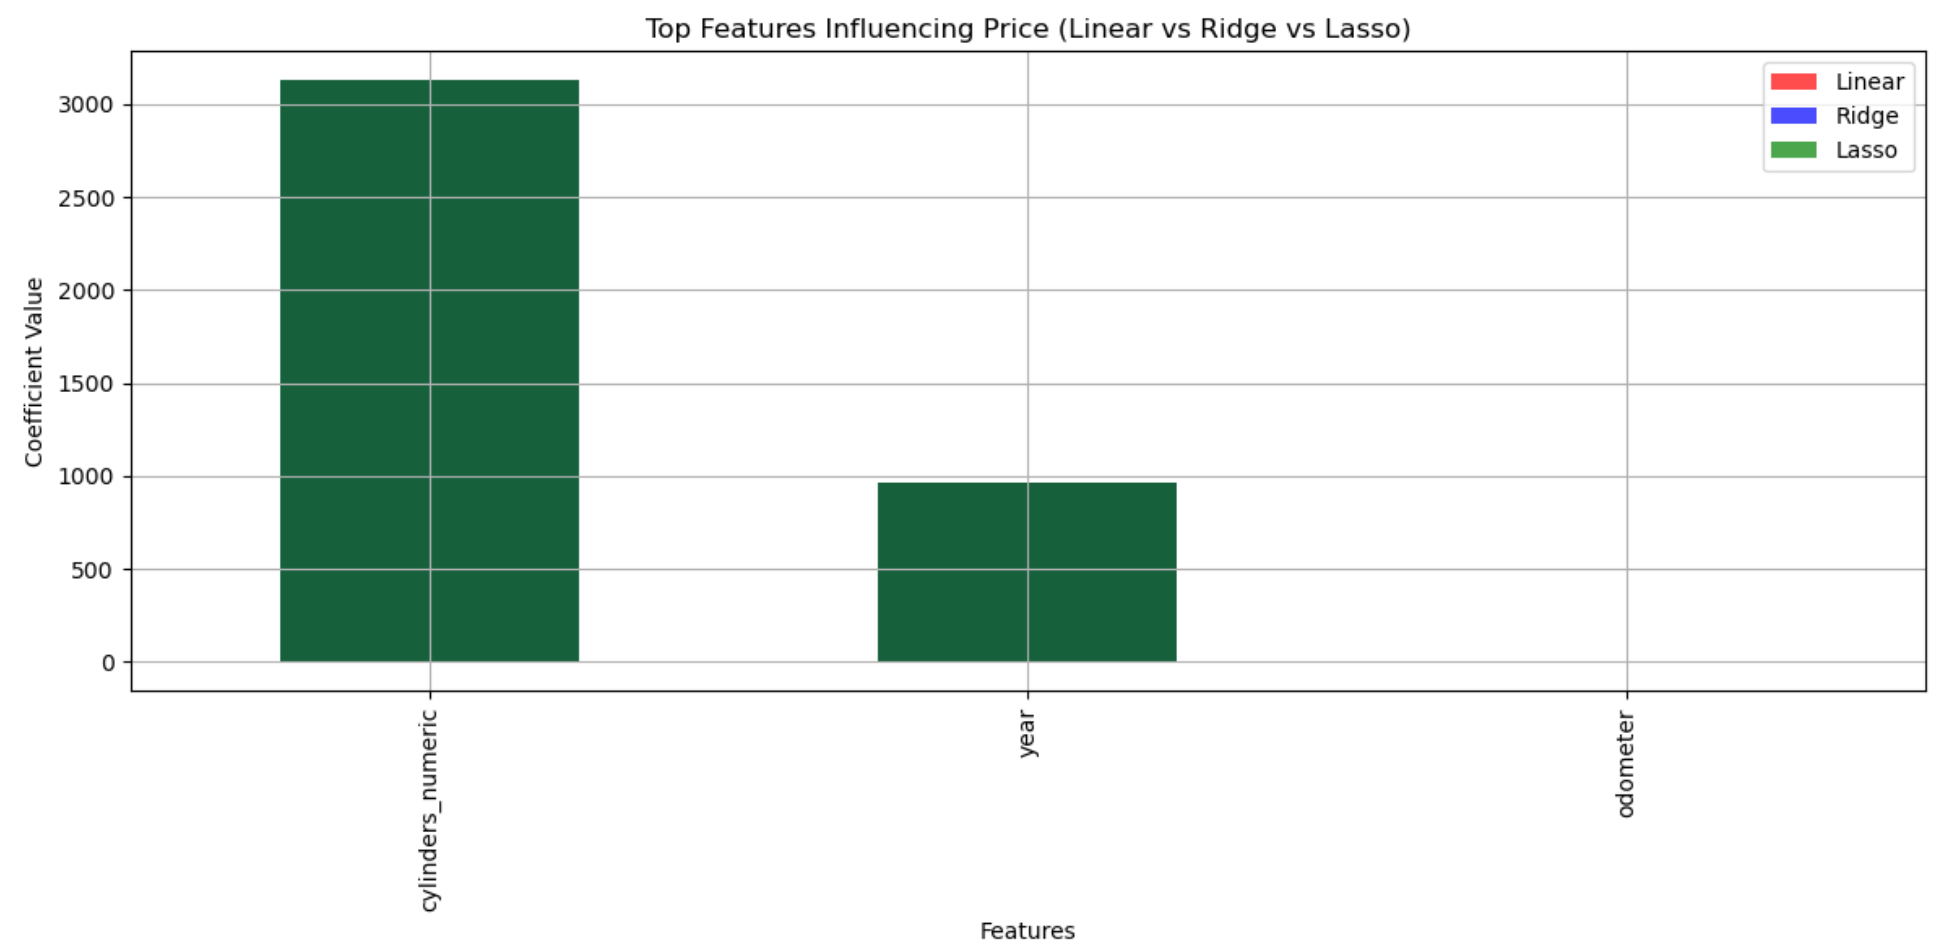 Top Features Influencing Price (Linear vs Ridge vs Lasso)
Linear
Ridge
Lasso
Coefficient Value
3000
2500
2000
1500
1000
500
0
cylinders_numeric
year
odometer
Features